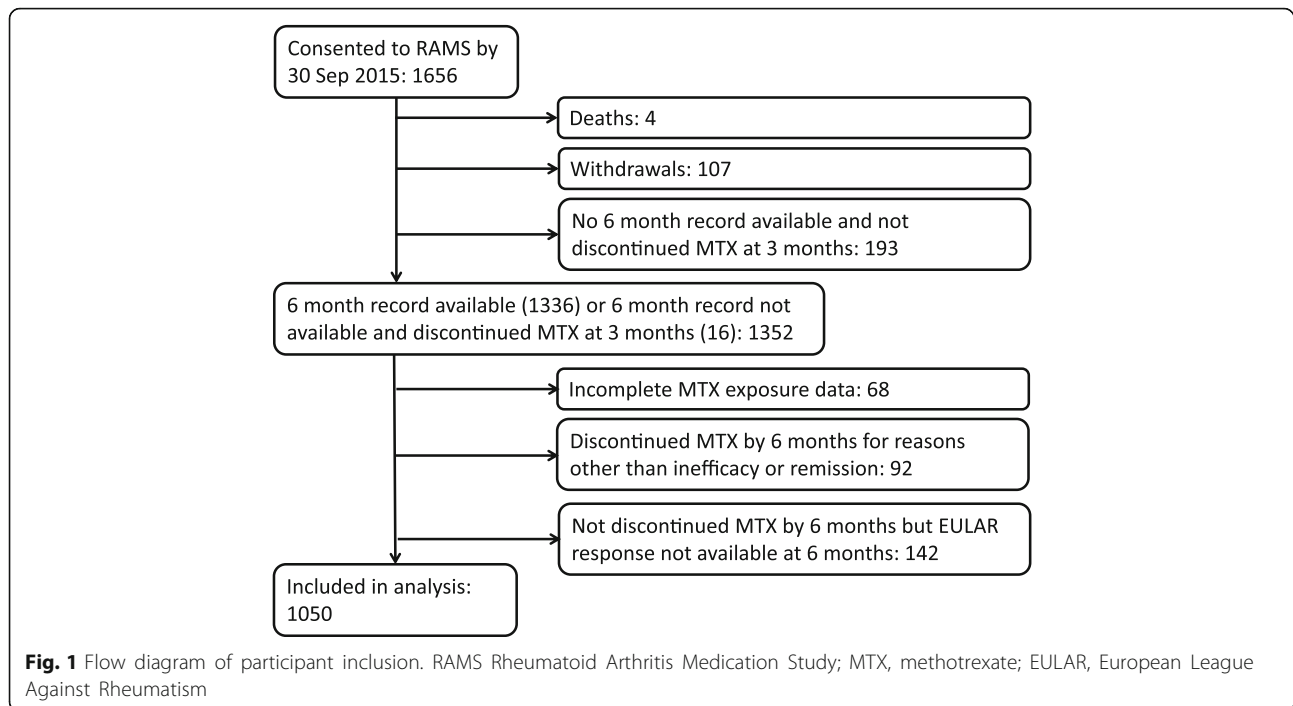 Consented to RAMS by
30 Sep 2015: 1656
Deaths: 4
Withdrawals: 107
No 6 month record available and not
discontinued MTX at 3 months: 193
6 month record available (1336) or 6 month record not
available and discontinued MTX at 3 months (16): 1352
Incomplete MTX exposure data: 68
Discontinued MTX by 6 months for reasons
other than inefficacy or remission: 92
Not discontinued MTX by 6 months but EULAR
response not available at 6 months: 142
Included in analysis:
1050
Fig. 1 Flow diagram of participant inclusion. RAMS Rheumatoid Arthritis Medication Study; MTX, methotrexate; EULAR, European League
Against Rheumatism